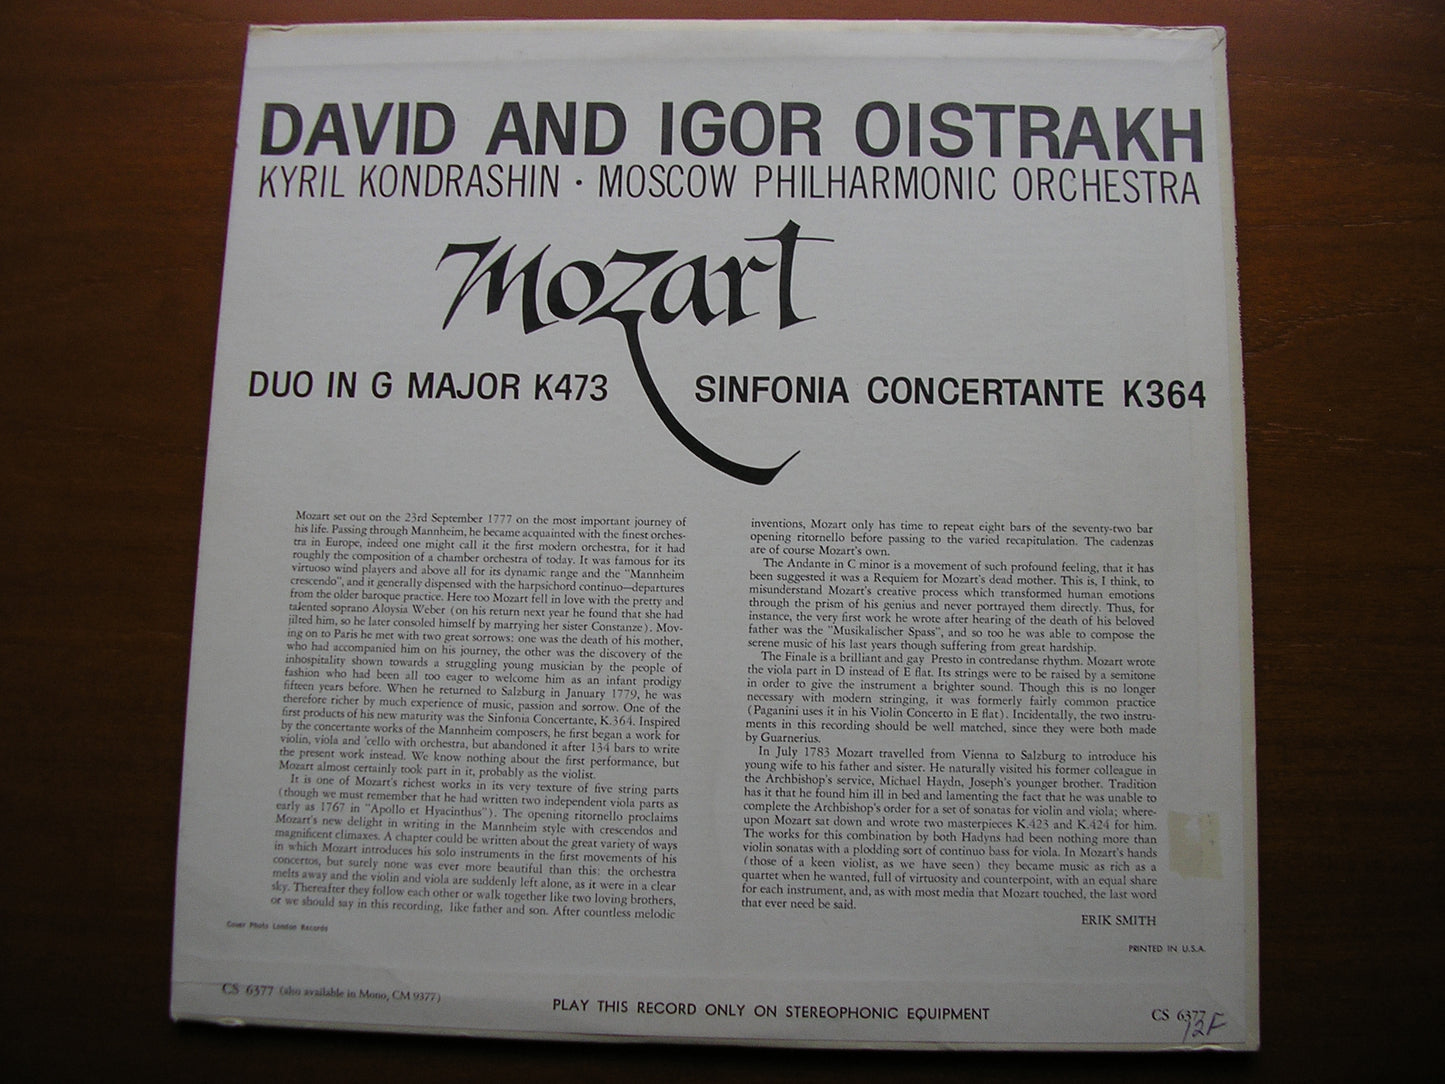 DAVID AND IGOR OISTRAKH
KYRIL KONDRASHIN · MOSCOW PHILHARMONIC ORCHESTRA
Mozart
DUO IN G MAJOR K473
SINFONIA CONCERTANTE K364
Mozart set out on the 23rd September 1777 on the most important journey of
his life. Passing through Mannheim, he became acquainted with the finest orches-
tra in Europe, indeed one might call it the first modern orchestra, for it had
roughly the composition of a chamber orchestra of today. It was famous for its
virtuoso wind players and above all for its dynamic range and the "Mannheim
crescendo", and it generally dispensed with the harpsichord continuo—departures
from the older baroque practice. Here too Mozart fell in love with the pretty and
talented soprano Aloysia Weber (on his return next year he found that she had
jilted him, so he later consoled himself by marrying her sister Constanze). Mov-
ing on to Paris he met with two great sorrows: one was the death of his mother,
who had accompanied him on his journey, the other was the discovery of the
inhospitality shown towards a struggling young musician by the people of
fashion who had been all too eager to welcome him as an infant prodigy
fifteen years before. When he returned to Salzburg in January 1779, he was
therefore richer by much experience of music, passion and sorrow. One of the
first products of his new maturity was the Sinfonia Concertante, K.364. Inspired
by the concertante works of the Mannheim composers, he first began a work for
violin, viola and 'cello with orchestra, but abandoned it after 134 bars to write
the present work instead. We know nothing about the first performance, but
Mozart almost certainly took part in it, probably as the violist.
It is one of Mozart's richest works in its very texture of five string parts
(though we must remember that he had written two independent viola parts as
early as 1767 in "Apollo et Hyacinthus"). The opening ritornello proclaims
Mozart's new delight in writing in the Mannheim style with crescendos and
magnificent climaxes. A chapter could be written about the great variety of ways
in which Mozart introduces his solo instruments in the first movements of his
concertos, but surely none was ever more beautiful than this: the orchestra
melts away and the violin and viola are suddenly left alone, as it were in a clear
sky. Thereafter they follow each other or walk together like two loving brothers,
or we should say in this recording, like father and son. After countless melodic
inventions, Mozart only has time to repeat eight bars of the seventy-two bar
opening ritornello before passing to the varied recapitulation. The cadenzas
are of course Mozart's own.
The Andante in C minor is a movement of such profound feeling, that it has
been suggested it was a Requiem for Mozart's dead mother. This is, I think, to
misunderstand Mozart's creative process which transformed human emotions
through the prism of his genius and never portrayed them directly. Thus, for
instance, the very first work he wrote after hearing of the death of his beloved
father was the "Musikalischer Spass", and so too he was able to compose the
serene music of his last years though suffering from great hardship.
The Finale is a brilliant and gay Presto in contredanse rhythm. Mozart wrote
the viola part in D instead of E flat. Its strings were to be raised by a semitone
in order to give the instrument a brighter sound. Though this is no longer
necessary with modern stringing, it was formerly fairly common practice
(Paganini uses it in his Violin Concerto in E flat). Incidentally, the two instru-
ments in this recording should be well matched, since they were both made
by Guarnerius.
In July 1783 Mozart travelled from Vienna to Salzburg to introduce his
young wife to his father and sister. He naturally visited his former colleague in
the Archbishop's service, Michael Haydn, Joseph's younger brother. Tradition
has it that he found him ill in bed and lamenting the fact that he was unable to
complete the Archbishop's order for a set of sonatas for violin and viola; where-
upon Mozart sat down and wrote two masterpieces K.423 and K.424 for him.
The works for this combination by both Hadyns had been nothing more than
violin sonatas with a plodding sort of continuo bass for viola. In Mozart's hands
(those of a keen violist, as we have seen) they became music as rich as a
quartet when he wanted, full of virtuosity and counterpoint, with an equal share
for each instrument, and, as with most media that Mozart touched, the last word
that ever need be said.
ERIK SMITH
Cover Photo London Records
PRINTED IN U.S.A.
CS 6377 (also available in Mono, CM 9377)
PLAY THIS RECORD ONLY ON STEREOPHONIC EQUIPMENT
CS 6377
12F